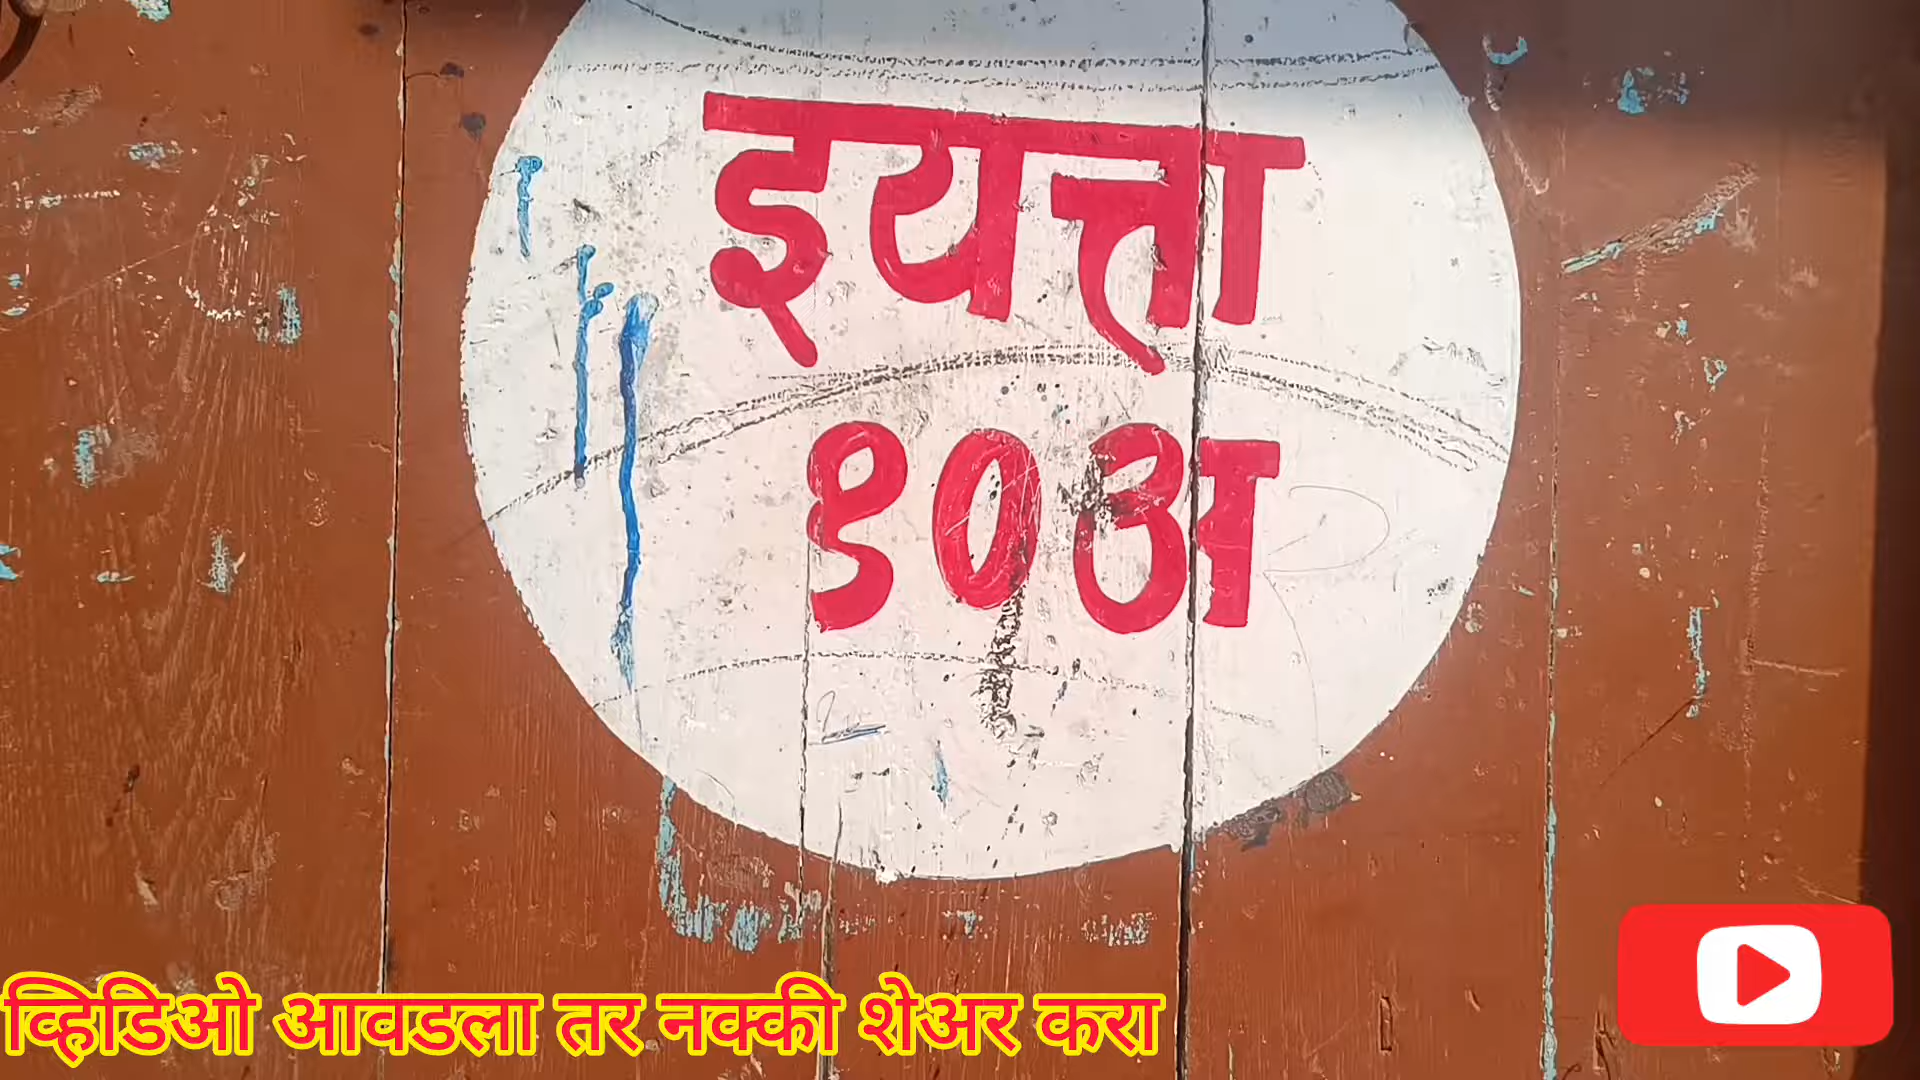 इयत्ता
१०अ
व्हिडिओ आवडला तर नक्की शेअर करा